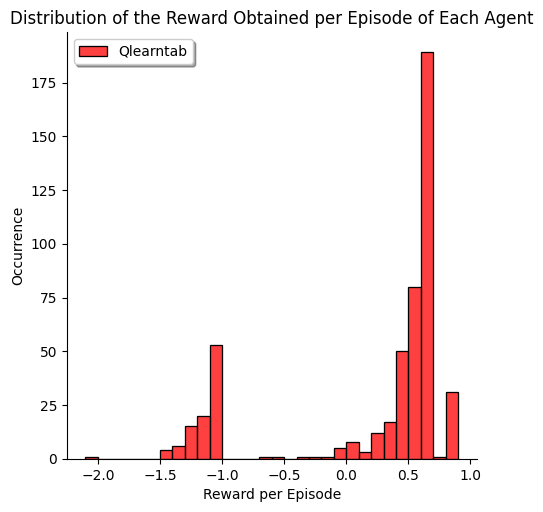 Distribution of the Reward Obtained per Episode of Each Agent
Qlearntab
Occurrence
175
150
125
100
75
50
25
0
−2.0 −1.5 −1.0 −0.5 0.0 0.5 1.0
Reward per Episode